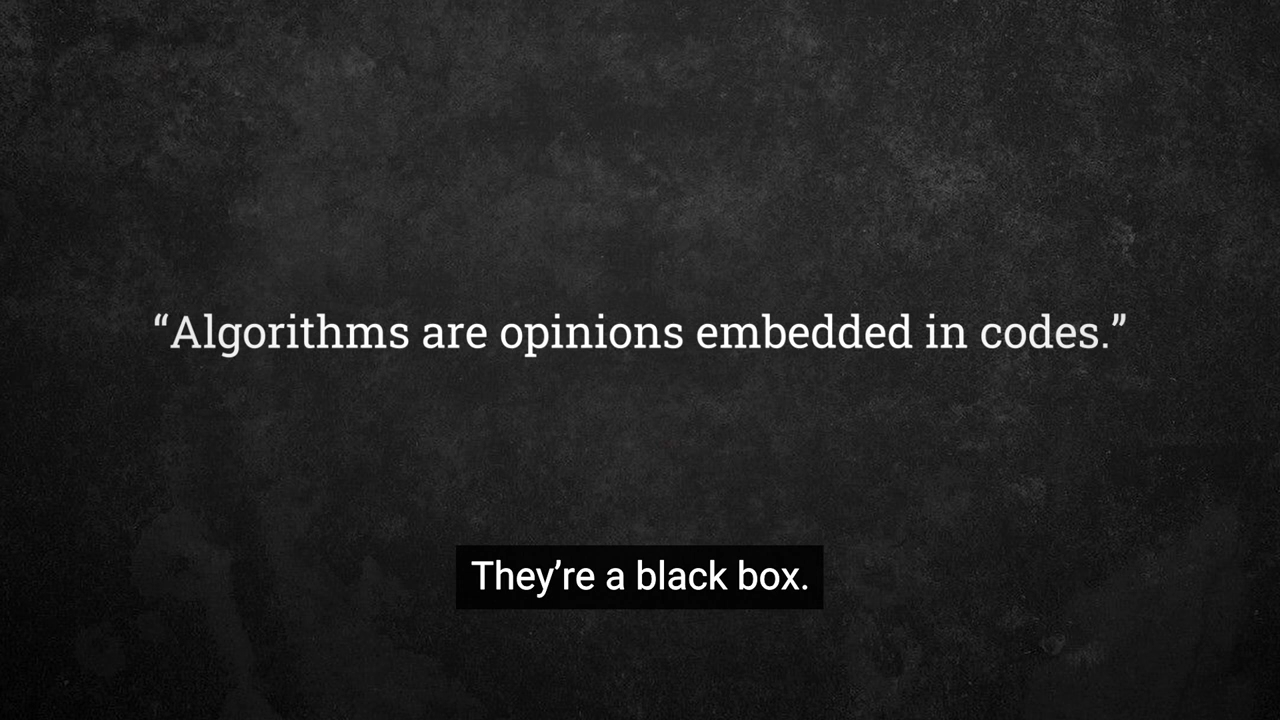 “Algorithms are opinions embedded in codes.”
They’re a black box.